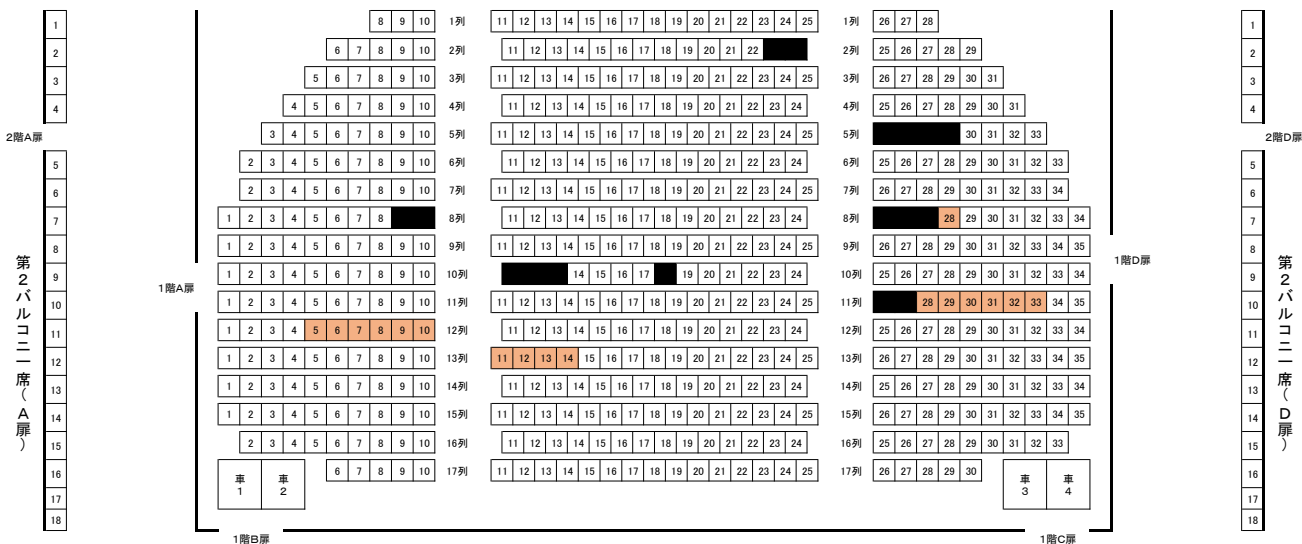 1
2
3
4
2階A扉
5
6
7
8
9
10
11
12
13
14
15
16
17
18
第2バルコニー席(A扉)
1階A扉
8 9 10 1列 11 12 13 14 15 16 17 18 19 20 21 22 23 24 25 1列 26 27 28
6 7 8 9 10 2列 11 12 13 14 15 16 17 18 19 20 21 22 2列 25 26 27 28 29
5 6 7 8 9 10 3列 11 12 13 14 15 16 17 18 19 20 21 22 23 24 25 3列 26 27 28 29 30 31
4 5 6 7 8 9 10 4列 11 12 13 14 15 16 17 18 19 20 21 22 23 24 4列 25 26 27 28 29 30 31
3 4 5 6 7 8 9 10 5列 11 12 13 14 15 16 17 18 19 20 21 22 23 24 5列 30 31 32 33
2 3 4 5 6 7 8 9 10 6列 11 12 13 14 15 16 17 18 19 20 21 22 23 24 6列 25 26 27 28 29 30 31 32 33
2 3 4 5 6 7 8 9 10 7列 11 12 13 14 15 16 17 18 19 20 21 22 23 24 25 7列 26 27 28 29 30 31 32 33 34
1 2 3 4 5 6 7 8 8列 11 12 13 14 15 16 17 18 19 20 21 22 23 24 8列 28 29 30 31 32 33 34
1 2 3 4 5 6 7 8 9 10 9列 11 12 13 14 15 16 17 18 19 20 21 22 23 24 25 9列 26 27 28 29 30 31 32 33 34 35
1 2 3 4 5 6 7 8 9 10 10列 14 15 16 17 19 20 21 22 23 24 10列 25 26 27 28 29 30 31 32 33 34
1 2 3 4 5 6 7 8 9 10 11列 11 12 13 14 15 16 17 18 19 20 21 22 23 24 25 11列 28 29 30 31 32 33 34 35
1 2 3 4 5 6 7 8 9 10 12列 11 12 13 14 15 16 17 18 19 20 21 22 23 24 12列 25 26 27 28 29 30 31 32 33 34
1 2 3 4 5 6 7 8 9 10 13列 11 12 13 14 15 16 17 18 19 20 21 22 23 24 25 13列 26 27 28 29 30 31 32 33 34 35
1 2 3 4 5 6 7 8 9 10 14列 11 12 13 14 15 16 17 18 19 20 21 22 23 24 14列 25 26 27 28 29 30 31 32 33 34
1 2 3 4 5 6 7 8 9 10 15列 11 12 13 14 15 16 17 18 19 20 21 22 23 24 25 15列 26 27 28 29 30 31 32 33 34 35
2 3 4 5 6 7 8 9 10 16列 11 12 13 14 15 16 17 18 19 20 21 22 23 24 16列 25 26 27 28 29 30 31 32 33
車1 車2 6 7 8 9 10 17列 11 12 13 14 15 16 17 18 19 20 21 22 23 24 25 17列 26 27 28 29 30 車3 車4
1階B扉 1階C扉
1階D扉
1
2
3
4
2階D扉
5
6
7
8
9
10
11
12
13
14
15
16
17
18
第2バルコニー席(D扉)